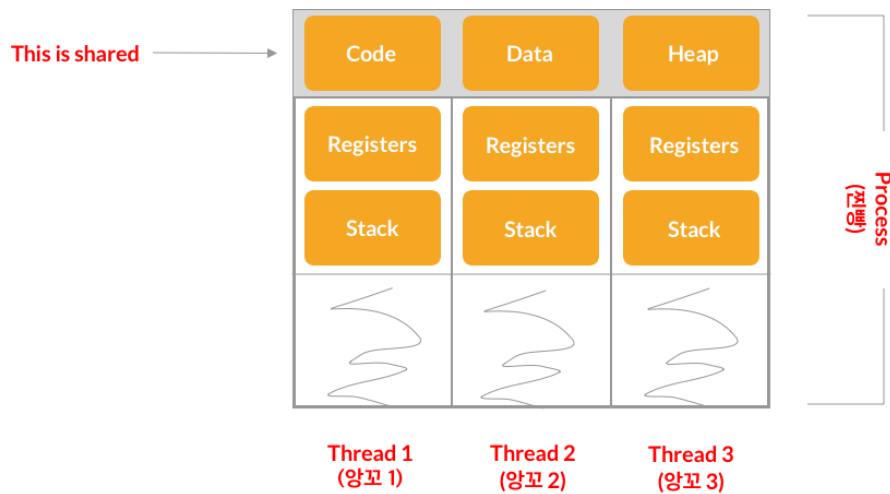 This is shared
Code Data Heap
Registers Registers Registers
Stack Stack Stack
Process
(찐빵)
Thread 1 Thread 2 Thread 3
(앙꼬 1) (앙꼬 2) (앙꼬 3)